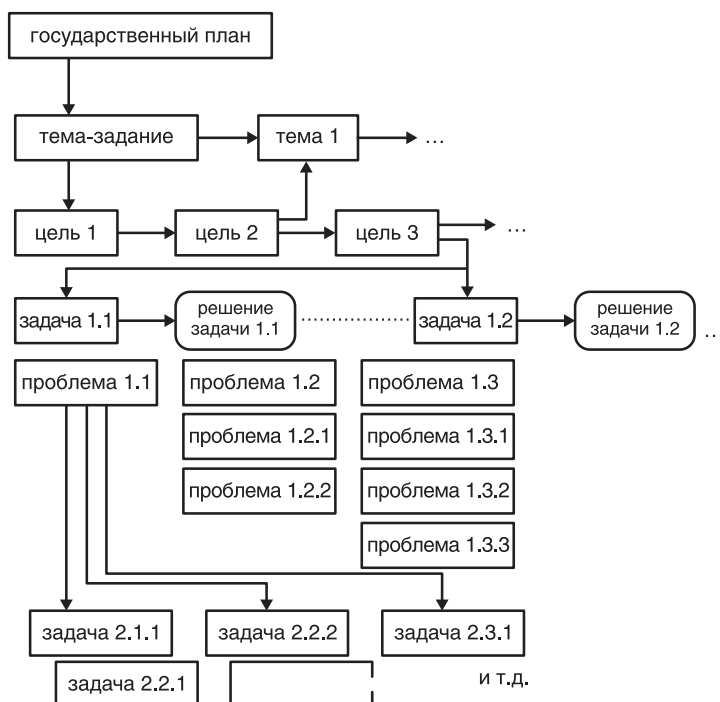 государственный план
тема-задание
тема 1
...
цель 1
цель 2
цель 3
...
задача 1.1
решение
задачи 1.1
задача 1.2
решение
задачи 1.2
...
проблема 1.1
проблема 1.2
проблема 1.3
проблема 1.2.1
проблема 1.3.1
проблема 1.2.2
проблема 1.3.2
проблема 1.3.3
задача 2.1.1
задача 2.2.2
задача 2.3.1
задача 2.2.1
и т.д.